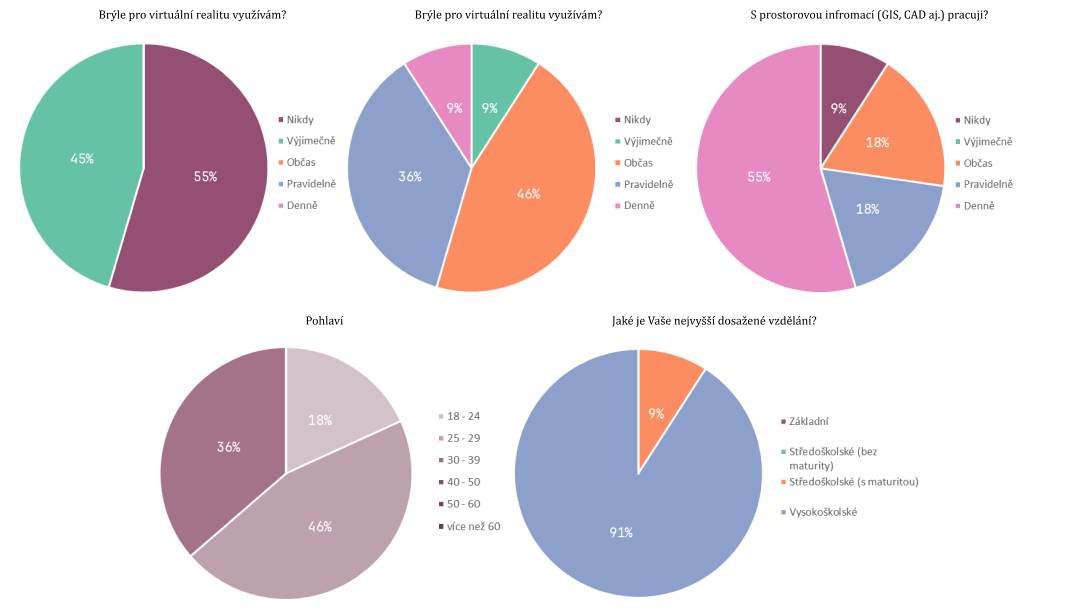 Brýle pro virtuální realitu využívám?
45%
55%
Nikdy
Výjimečně
Občas
Pravidelně
Denně
Brýle pro virtuální realitu využívám?
9%
9%
36%
46%
Nikdy
Výjimečně
Občas
Pravidelně
Denně
S prostorovou infromací (GIS, CAD aj.) pracuji?
9%
18%
55%
18%
Nikdy
Výjimečně
Občas
Pravidelně
Denně
Pohlaví
18%
36%
46%
18 - 24
25 - 29
30 - 39
40 - 50
50 - 60
více než 60
Jaké je Vaše nejvyšší dosažené vzdělání?
9%
91%
Základní
Středoškolské (bez
maturity)
Středoškolské (s maturitou)
Vysokoškolské